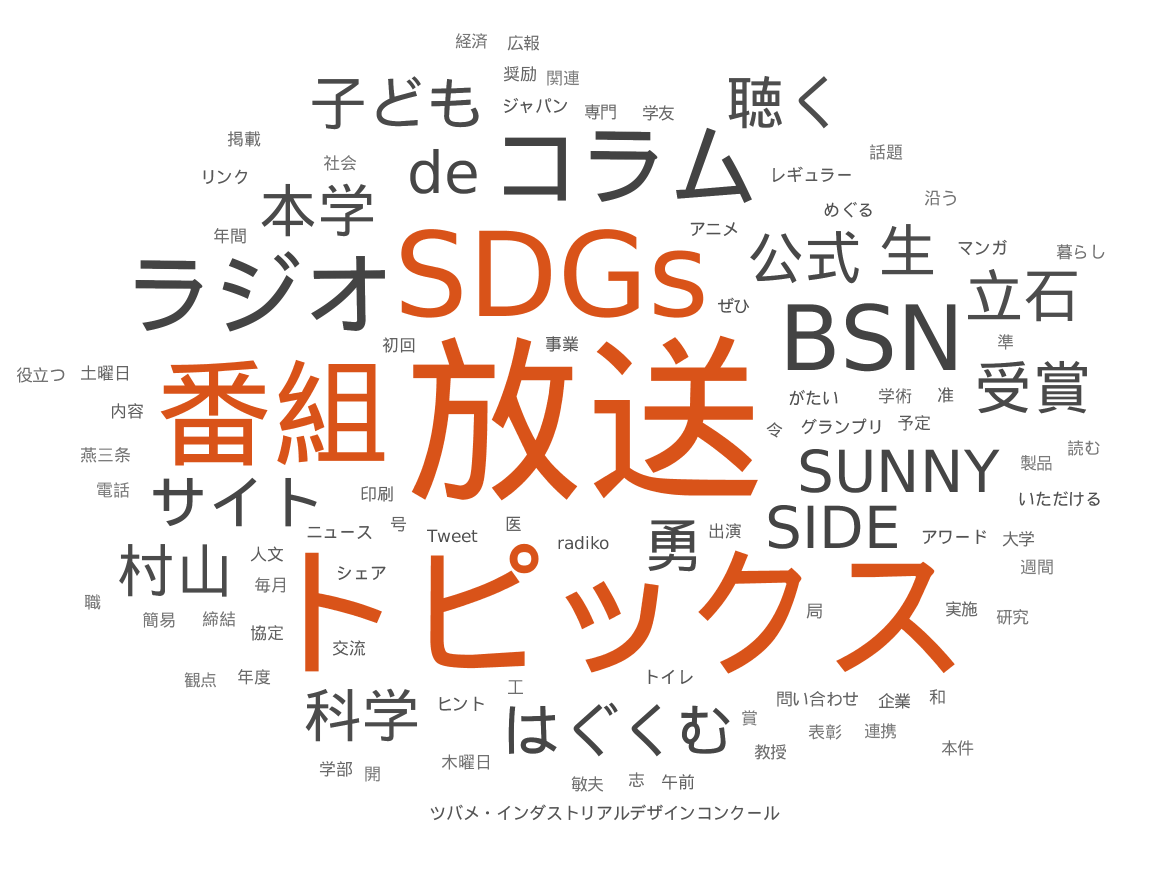 経済 広報
奨励 関連
子ども ジャパン 専門 学友 聴く
掲載 社会 de コラム 話題
リンク 本学 レギュラー
年間 めぐる 沿う
アニメ 公式 生 マンガ 暮らし
ラジオ SDGs ぜひ BSN 立石
初回 事業 準
役立つ 土曜日 番組 放送 受賞
内容 がたい 学術 准
令 グランプリ 予定
燕三条 SUNNY 製品 読む
電話 サイト 印刷 いただける
ニュース 号 Tweet 医 radiko 勇 出演 SIDE アワード 大学
村山 人文 シェア 週間
毎月 トピックス
職 簡易 締結 協定 局 実施 研究
交流
観点 年度 トイレ
科学 ヒント 工 はぐくむ 賞 問い合わせ 企業 和
表彰 連携
学部 開 木曜日 教授 本件
敏夫 志 午前
ツバメ・インダストリアルデザインコンクール